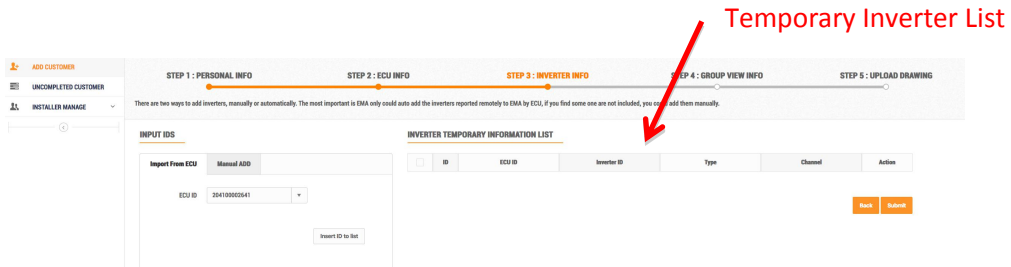 Temporary Inverter List
ADD CUSTOMER
UNCOMPLETED CUSTOMER
INSTALLER MANAGE
STEP 1 : PERSONAL INFO
STEP 2 : ECU INFO
STEP 3 : INVERTER INFO
STEP 4 : GROUP VIEW INFO
STEP 5 : UPLOAD DRAWING
There are two ways to add inverters, manually or automatically. The most important is EMA only could auto add the inverters reported remotely to EMA by ECU, if you find some one are not included, you could add them manually.
INPUT IDS
Import From ECU
Manual ADD
ECU ID
204100002641
Insert ID to list
INVERTER TEMPORARY INFORMATION LIST
ID
ECU ID
Inverter ID
Type
Channel
Action
Back
Submit